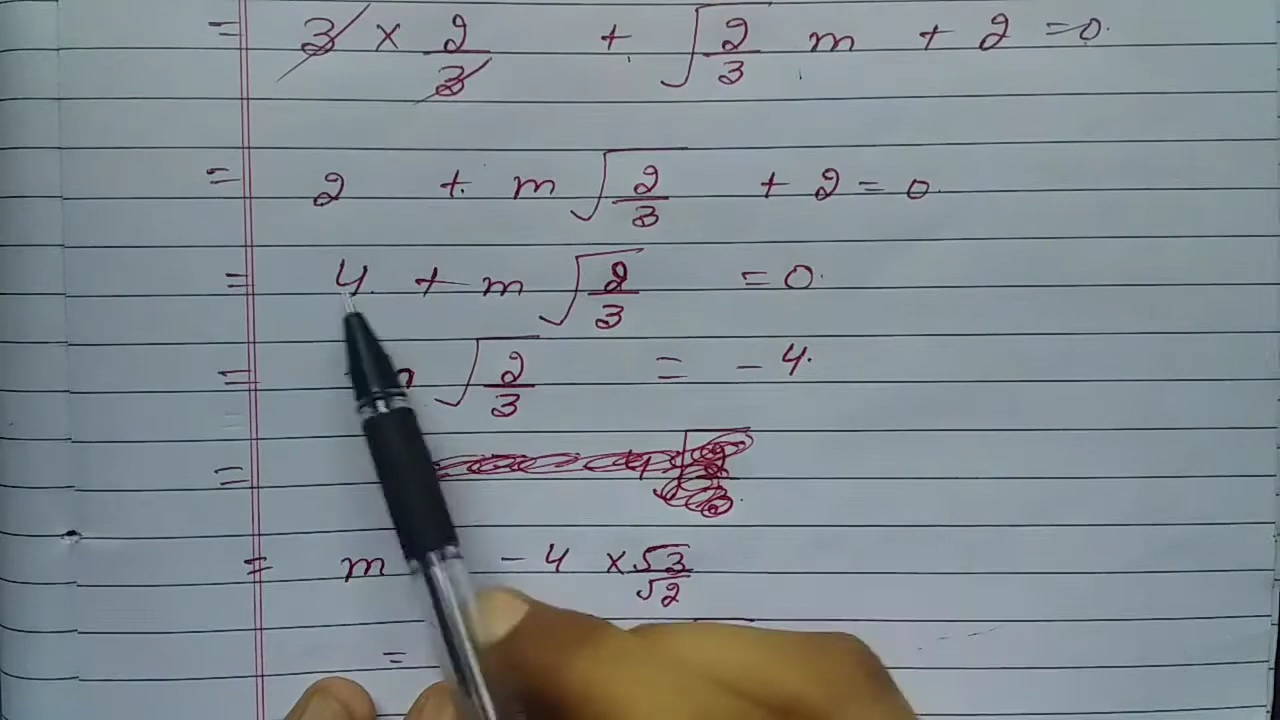 = 3 × 2/3 + √2/3 m + 2 = 0.
= 2 + m √2/3 + 2 = 0.
= 4 + m √2/3 = 0.
= √2/3 = - 4.
=
= m - 4 × √3/√2
=